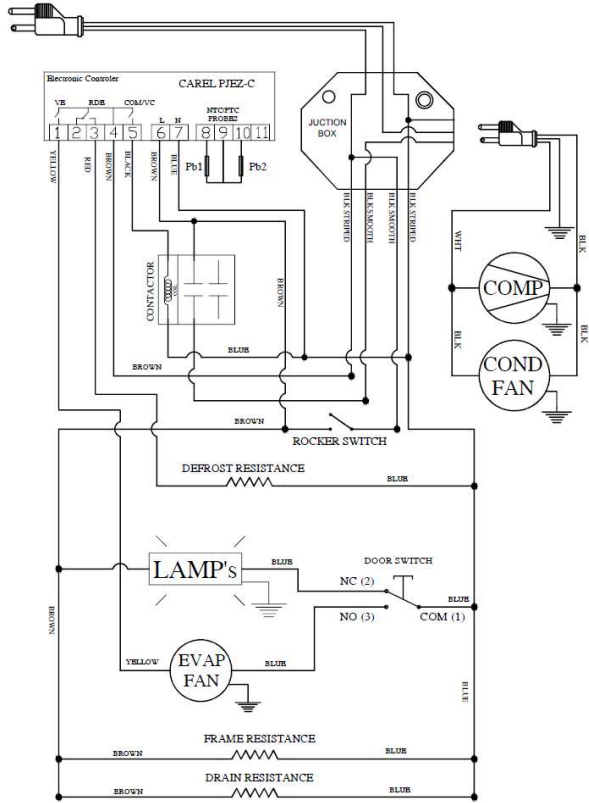 Electronic Controler
CAREL PJEZ-C
VE
RDE
COM/VC
L
N
NTC/PTC
PROBES
1 2 3 4 5 6 7 8 9 10 11
Pb1
Pb2
YELLOW
RED
BROWN
BLACK
BROWN
BLUE
JUCTION
BOX
BLK STRIPED
BLK SMOOTH
BLK SMOOTH
BLK STRIPED
WHT
BLK
COMP
BLK
BLK
COND
FAN
CONTACTOR
BROWN
BLUE
BROWN
BROWN
ROCKER SWITCH
DEFROST RESISTANCE
BLUE
LAMP's
BLUE
DOOR SWITCH
NC (2)
BLUE
NO (3)
COM (1)
BROWN
YELLOW
EVAP
FAN
BLUE
BLUE
FRAME RESISTANCE
BROWN
BLUE
DRAIN RESISTANCE
BROWN
BLUE